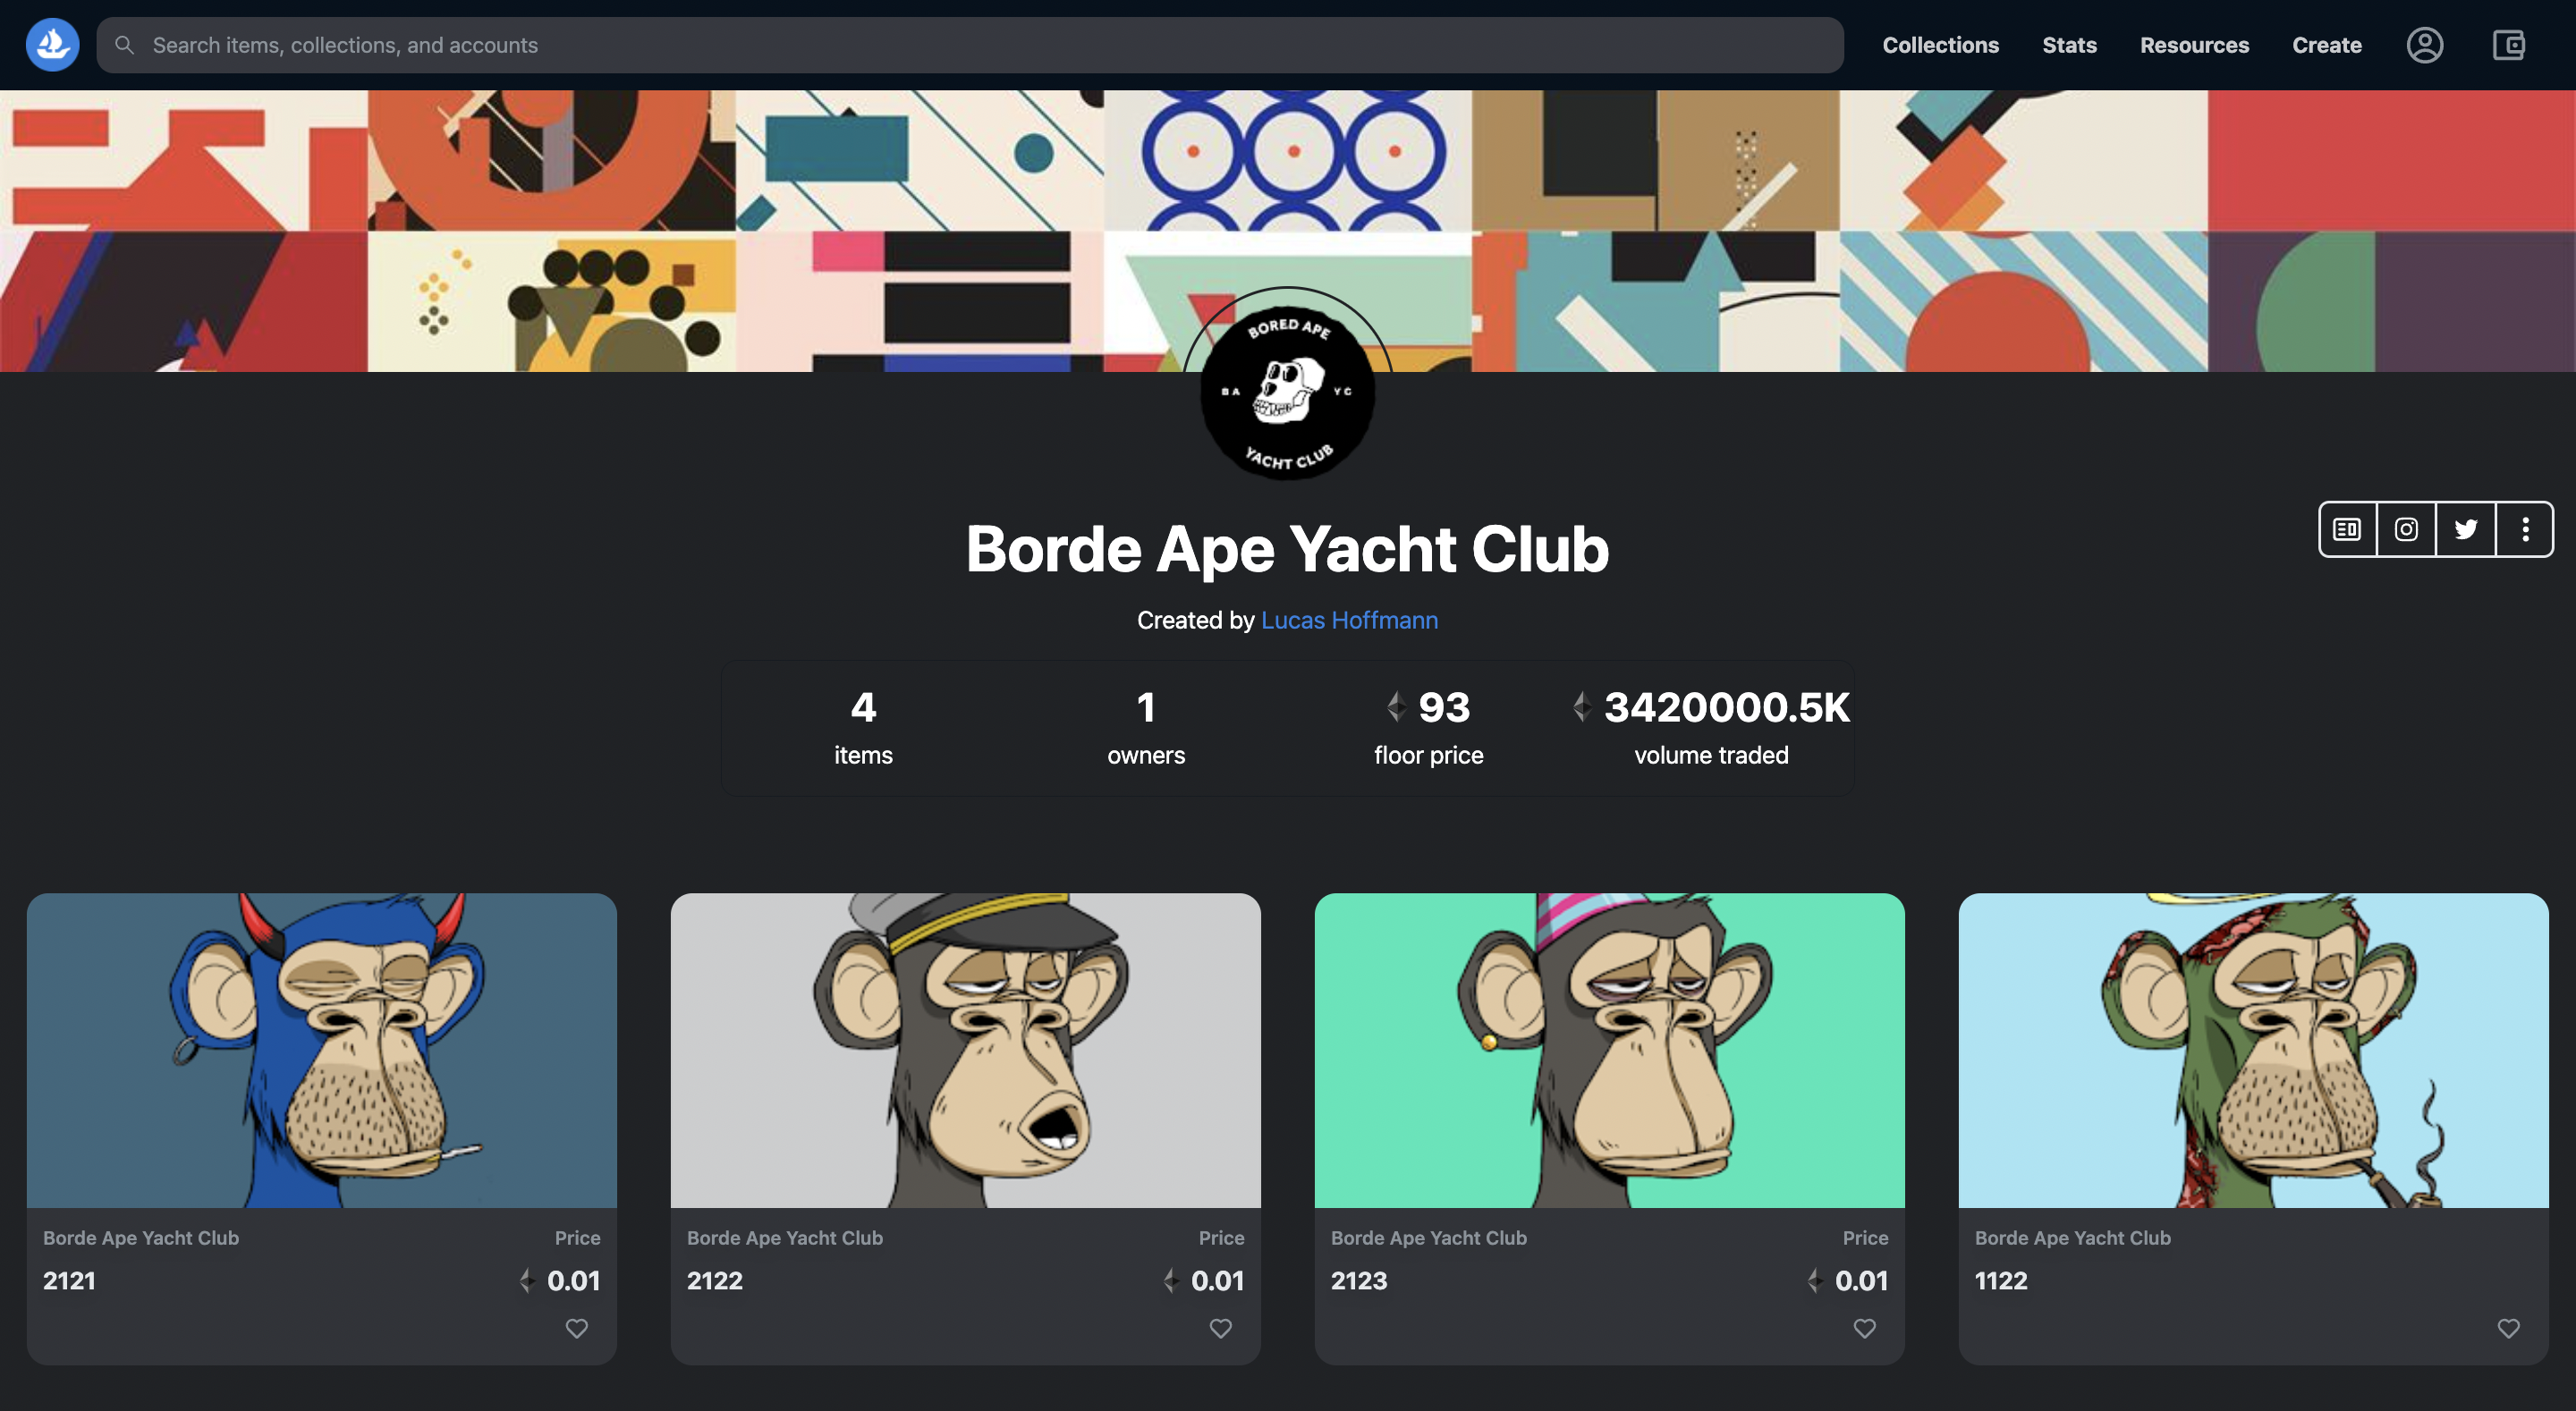 Search items, collections, and accounts
Collections
Stats
Resources
Create
BORED APE
BA YC
YACHT CLUB
Borde Ape Yacht Club
Created by Lucas Hoffmann
4
items
1
owners
93
floor price
3420000.5K
volume traded
Borde Ape Yacht Club Price
2121 0.01
Borde Ape Yacht Club Price
2122 0.01
Borde Ape Yacht Club Price
2123 0.01
Borde Ape Yacht Club
1122